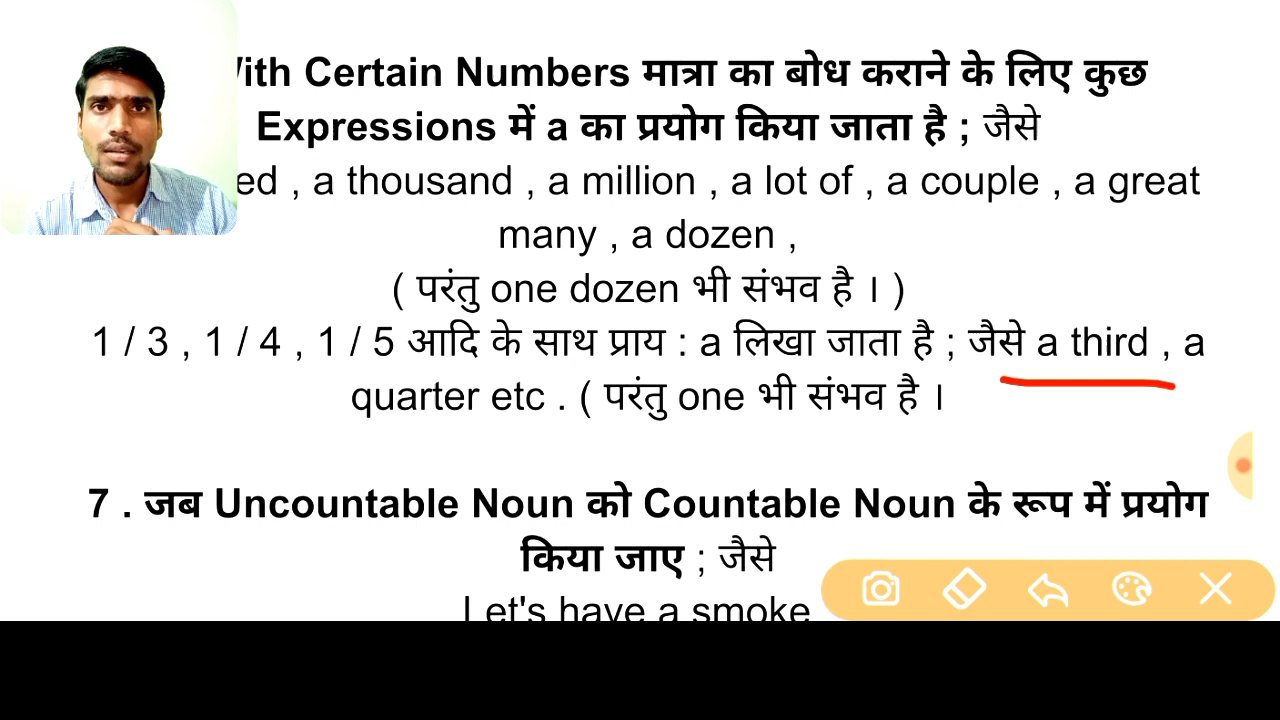 Certain Numbers मात्रा का बोध कराने के लिए कुछ
Expressions में a का प्रयोग किया जाता है ; जैसे
, a thousand , a million , a lot of , a couple , a great
many , a dozen ,
( परंतु one dozen भी संभव है । )
1 / 3 , 1 / 4 , 1 / 5 आदि के साथ प्राय : a लिखा जाता है ; जैसे a third , a
quarter etc . ( परंतु one भी संभव है ।
7 . जब Uncountable Noun को Countable Noun के रूप में प्रयोग
किया जाए ; जैसे
Let's have a smoke